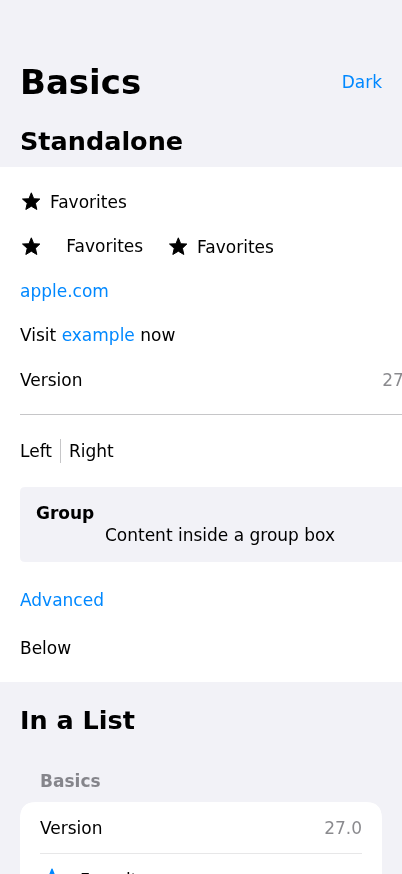 Basics
Dark
Standalone
Favorites
Favorites
Favorites
apple.com
Visit example now
Version 27
Left Right
Group
Content inside a group box
Advanced
Below
In a List
Basics
Version 27.0